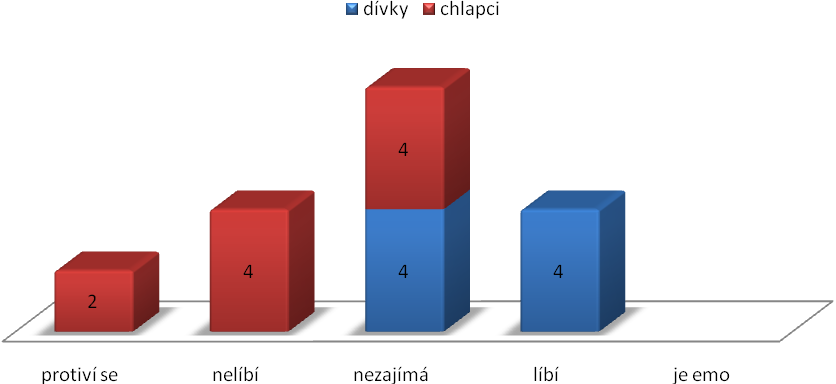 dívky chlapci
4
2 4 4 4
protiví se nelíbí nezajímá líbí je emo